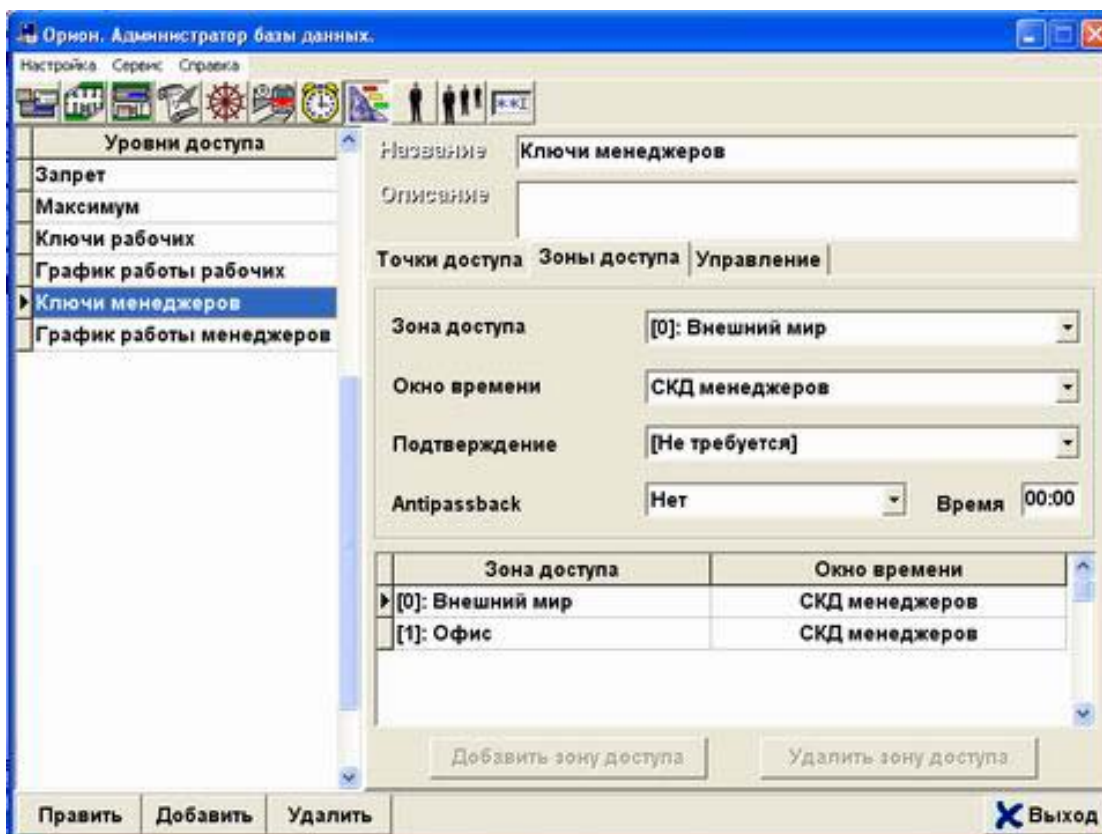 Орион. Администратор базы данных.
Настройка Сервис Справка
**I
Уровни доступа
Запрет
Максимум
Ключи рабочих
График работы рабочих
Ключи менеджеров
График работы менеджеров
Название Ключи менеджеров
Описание
Точки доступа Зоны доступа Управление
Зона доступа [0]: Внешний мир
Окно времени СКД менеджеров
Подтверждение [Не требуется]
Antipassback Нет Время 00:00
Зона доступа Окно времени
[0]: Внешний мир СКД менеджеров
[1]: Офис СКД менеджеров
Добавить зону доступа Удалить зону доступа
Править Добавить Удалить Выход